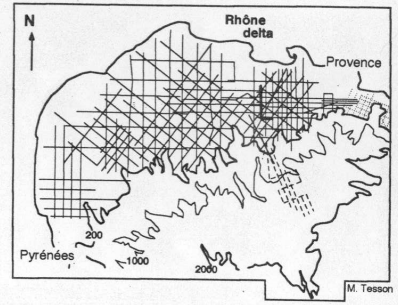 N
Rhône
delta
Provence
200
1000
2000
Pyrénées
M. Tesson